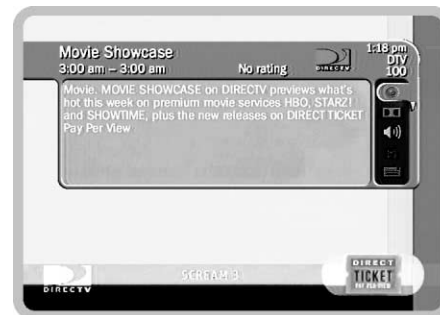 Movie Showcase
1:18 pm
3:00 am – 3:00 am
No rating
DIRECTV
DTV
100
Movie. MOVIE SHOWCASE on DIRECTV previews what's
hot this week on premium movie services HBO, STARZ!
and SHOWTIME, plus the new releases on DIRECT TICKET
Pay Per View
SCREAM 3
DIRECTV
DIRECT
TICKET
PAY PER VIEW